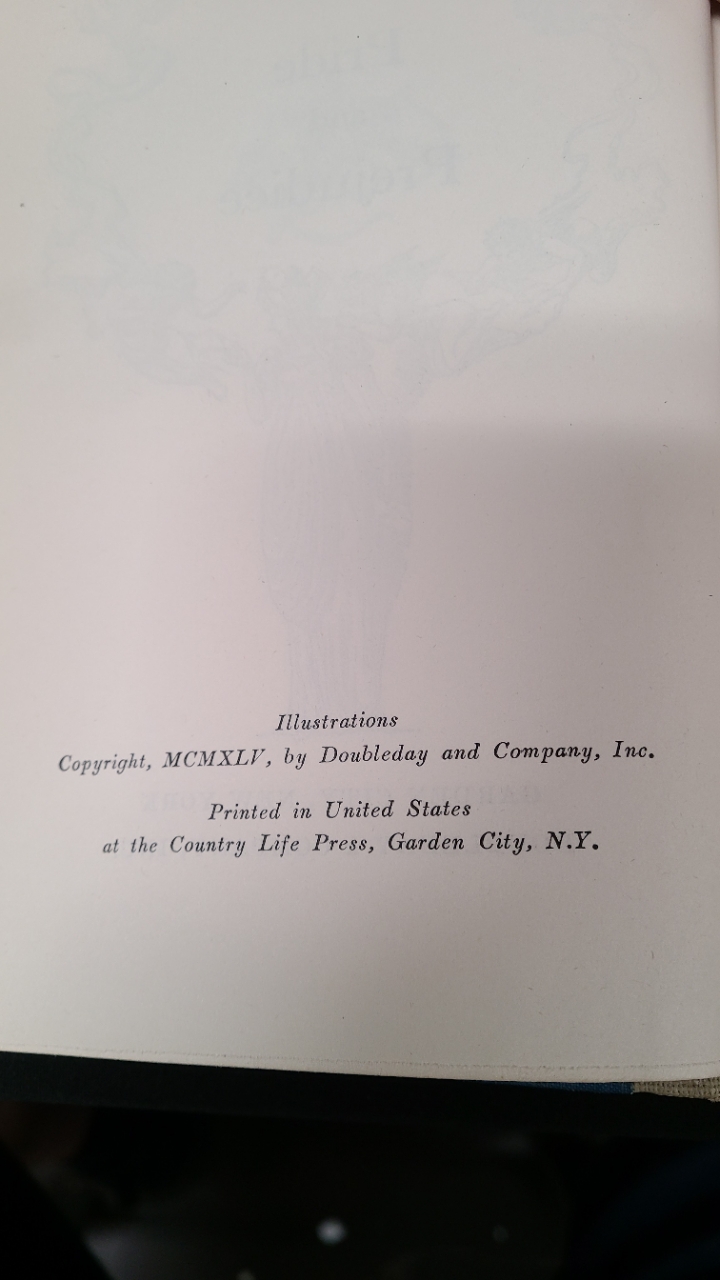 Illustrations
Copyright, MCMXLV, by Doubleday and Company, Inc.
Printed in United States
at the Country Life Press, Garden City, N.Y.